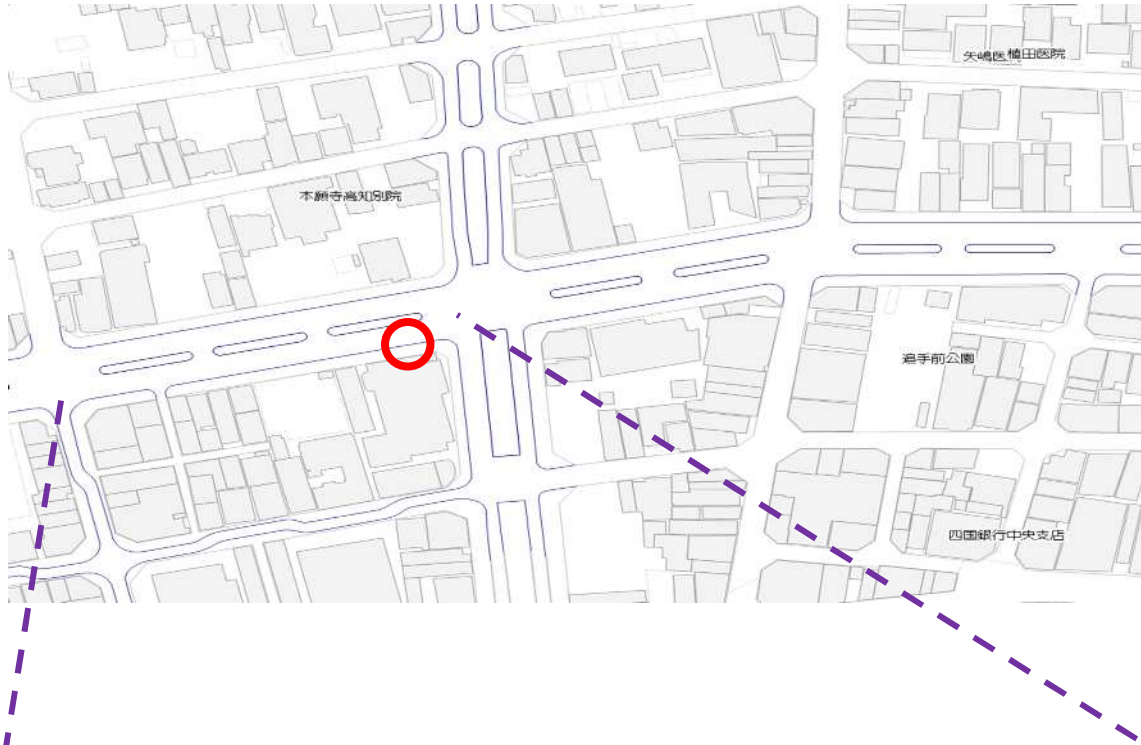 矢嶋医植田医院
本願寺高知別院
追手前公園
四国銀行中央支店